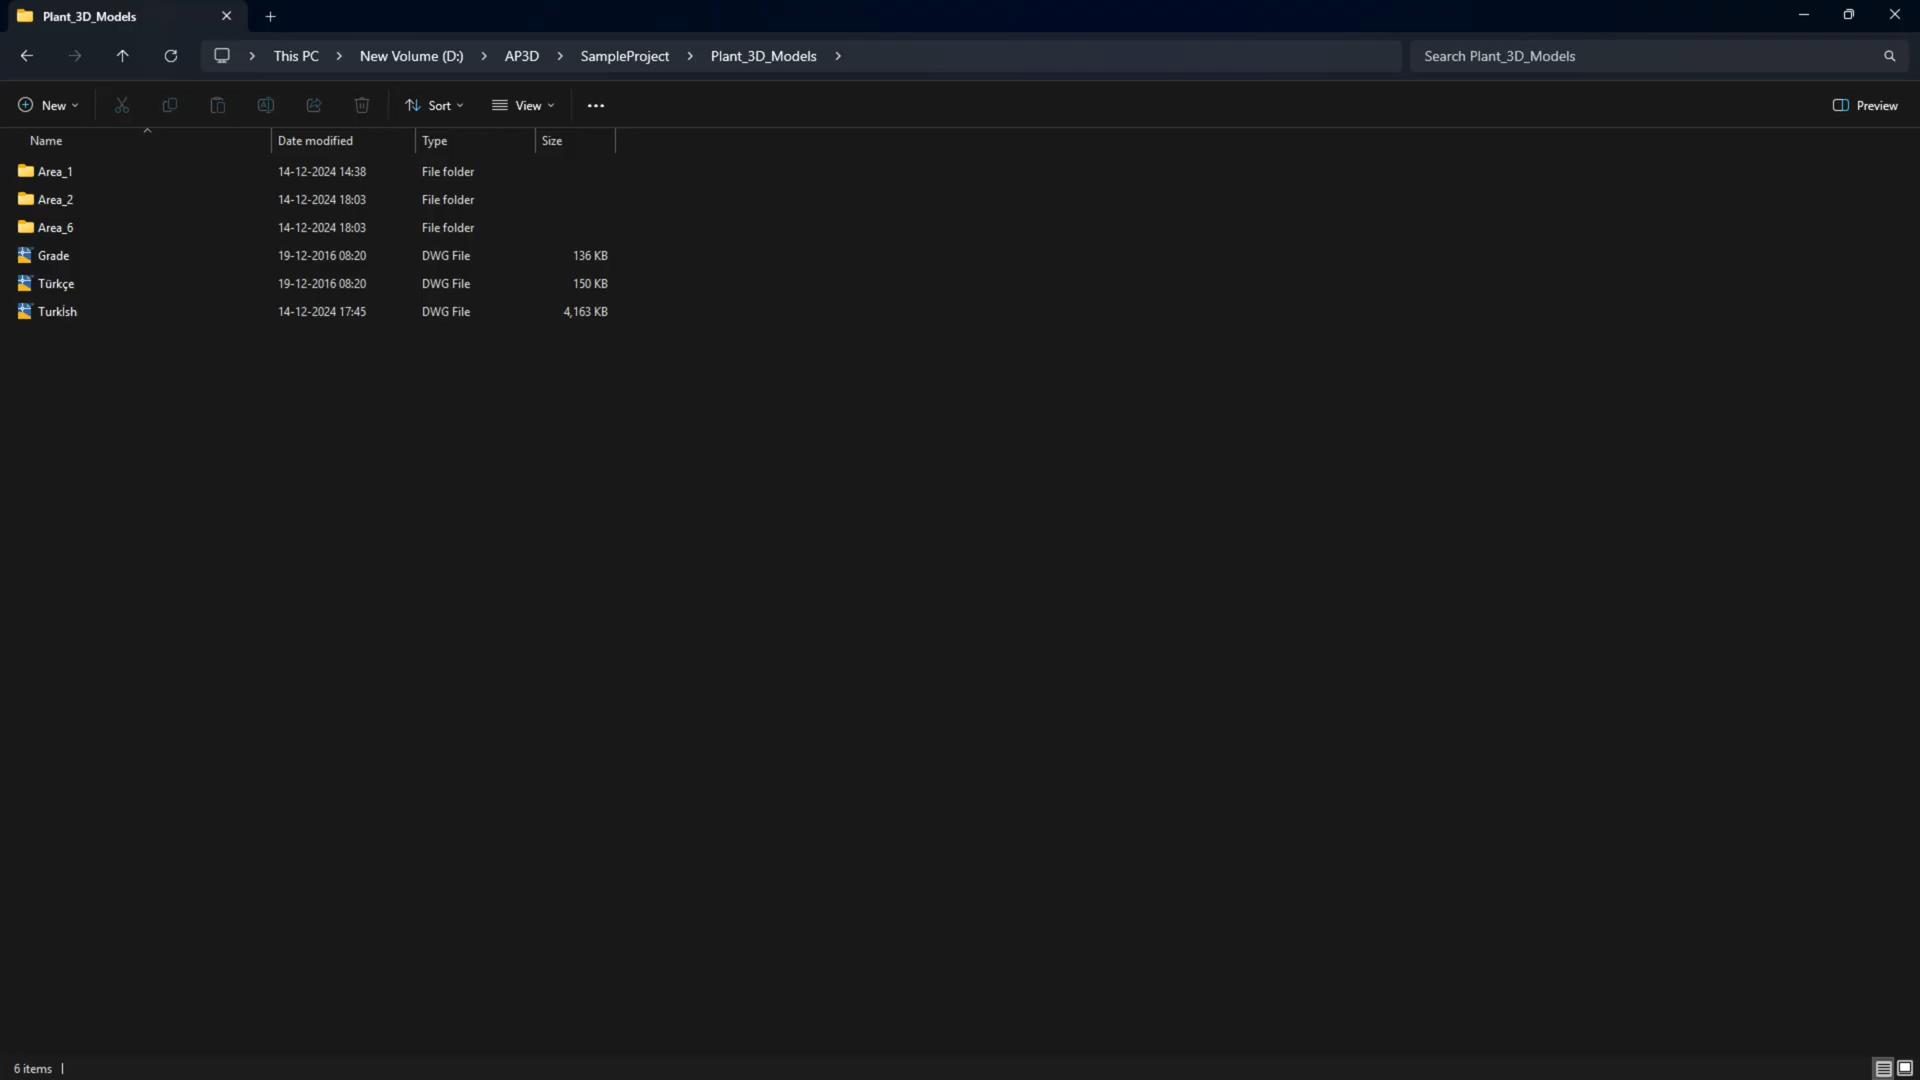 Plant_3D_Models
This PC > New Volume (D:) > AP3D > SampleProject > Plant_3D_Models >
Search Plant_3D_Models
New
Sort
View
Preview
Name Date modified Type Size
Area_1 14-12-2024 14:38 File folder
Area_2 14-12-2024 18:03 File folder
Area_6 14-12-2024 18:03 File folder
Grade 19-12-2016 08:20 DWG File 136 KB
Türkçe 19-12-2016 08:20 DWG File 150 KB
Turkİsh 14-12-2024 17:45 DWG File 4,163 KB
6 items